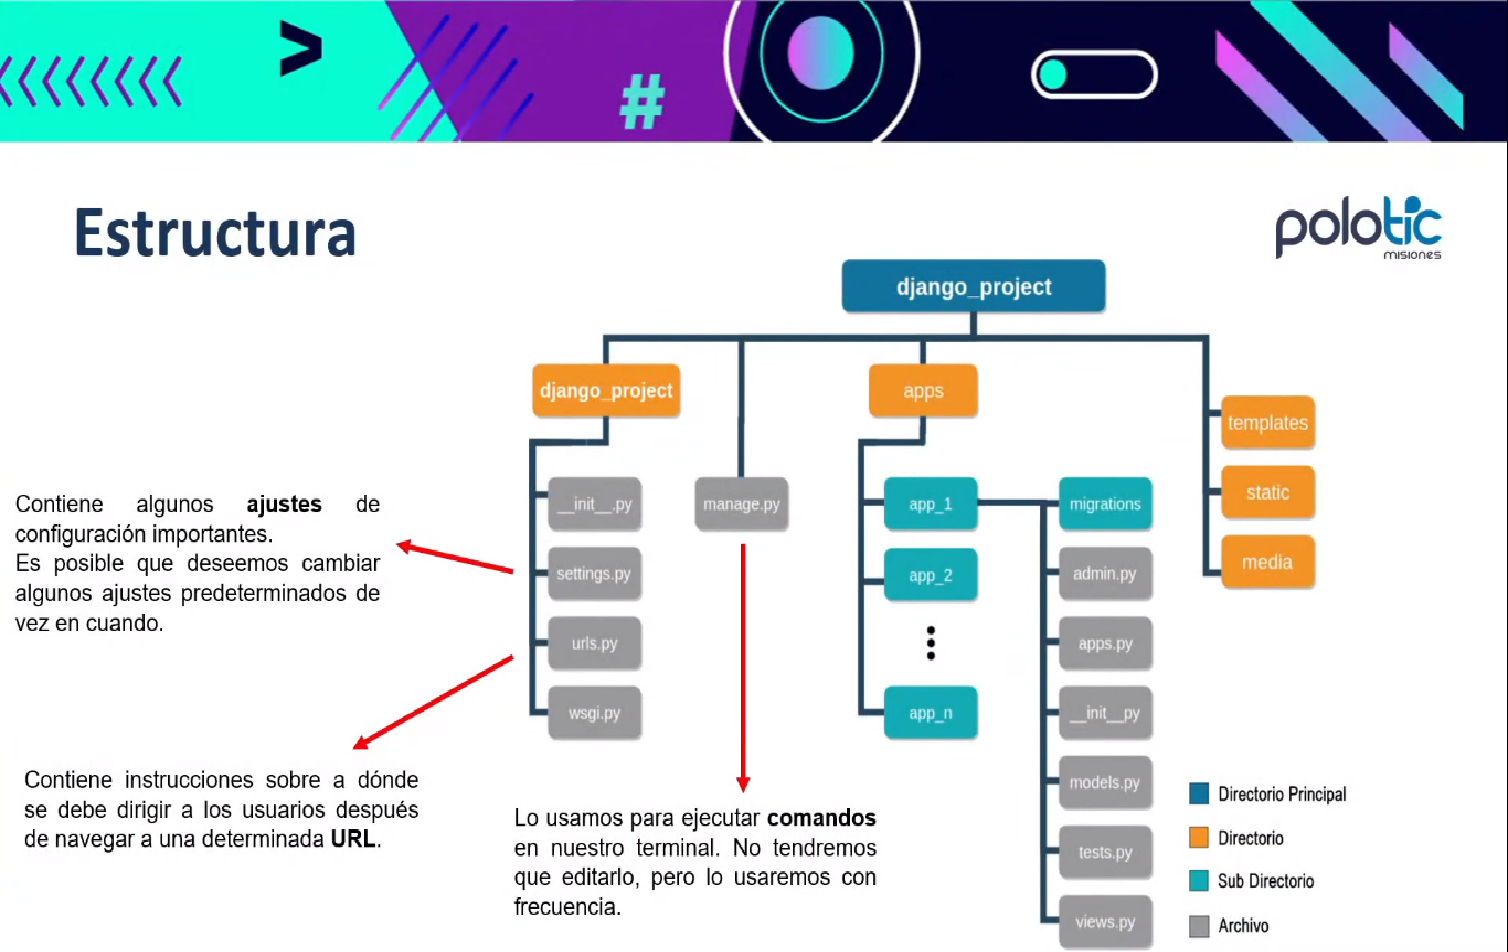 >
#
Estructura
polotic
misiones
django_project
django_project
apps
templates
static
media
__init__.py
settings.py
urls.py
wsgi.py
manage.py
app_1
app_2
app_n
migrations
admin.py
apps.py
__init__py
models.py
tests.py
views.py
Contiene algunos ajustes de
configuración importantes.
Es posible que deseemos cambiar
algunos ajustes predeterminados de
vez en cuando.
Contiene instrucciones sobre a dónde
se debe dirigir a los usuarios después
de navegar a una determinada URL.
Lo usamos para ejecutar comandos
en nuestro terminal. No tendremos
que editarlo, pero lo usaremos con
frecuencia.
Directorio Principal
Directorio
Sub Directorio
Archivo